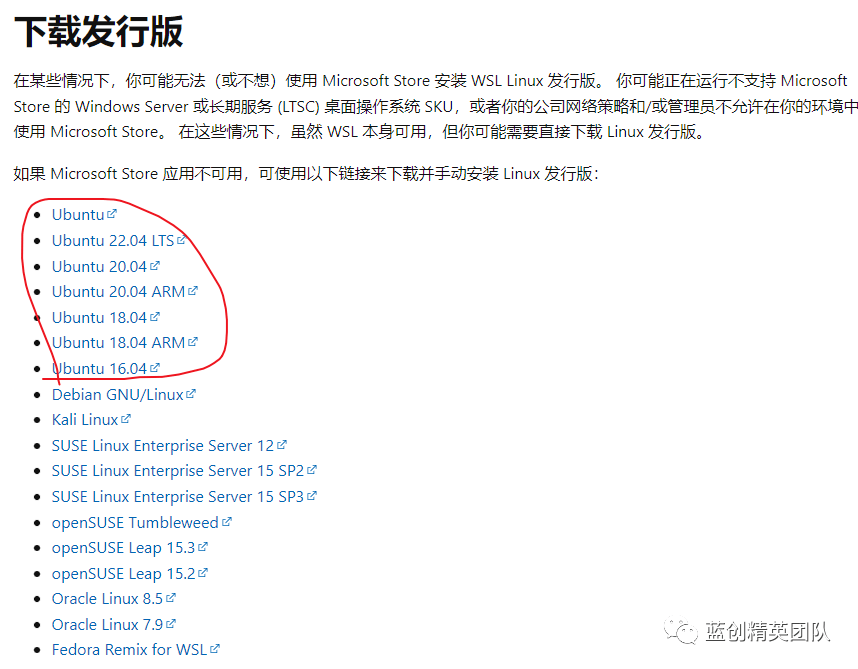 下载发行版
在某些情况下，你可能无法（或不想）使用 Microsoft Store 安装 WSL Linux 发行版。 你可能正在运行不支持 Microsoft
Store 的 Windows Server 或长期服务 (LTSC) 桌面操作系统 SKU，或者你的公司网络策略和/或管理员不允许在你的环境中
使用 Microsoft Store。 在这些情况下，虽然 WSL 本身可用，但你可能需要直接下载 Linux 发行版。
如果 Microsoft Store 应用不可用，可使用以下链接来下载并手动安装 Linux 发行版：
Ubuntu
Ubuntu 22.04 LTS
Ubuntu 20.04
Ubuntu 20.04 ARM
Ubuntu 18.04
Ubuntu 18.04 ARM
Ubuntu 16.04
Debian GNU/Linux
Kali Linux
SUSE Linux Enterprise Server 12
SUSE Linux Enterprise Server 15 SP2
SUSE Linux Enterprise Server 15 SP3
openSUSE Tumbleweed
openSUSE Leap 15.3
openSUSE Leap 15.2
Oracle Linux 8.5
Oracle Linux 7.9
Fedora Remix for WSL
蓝创精英团队